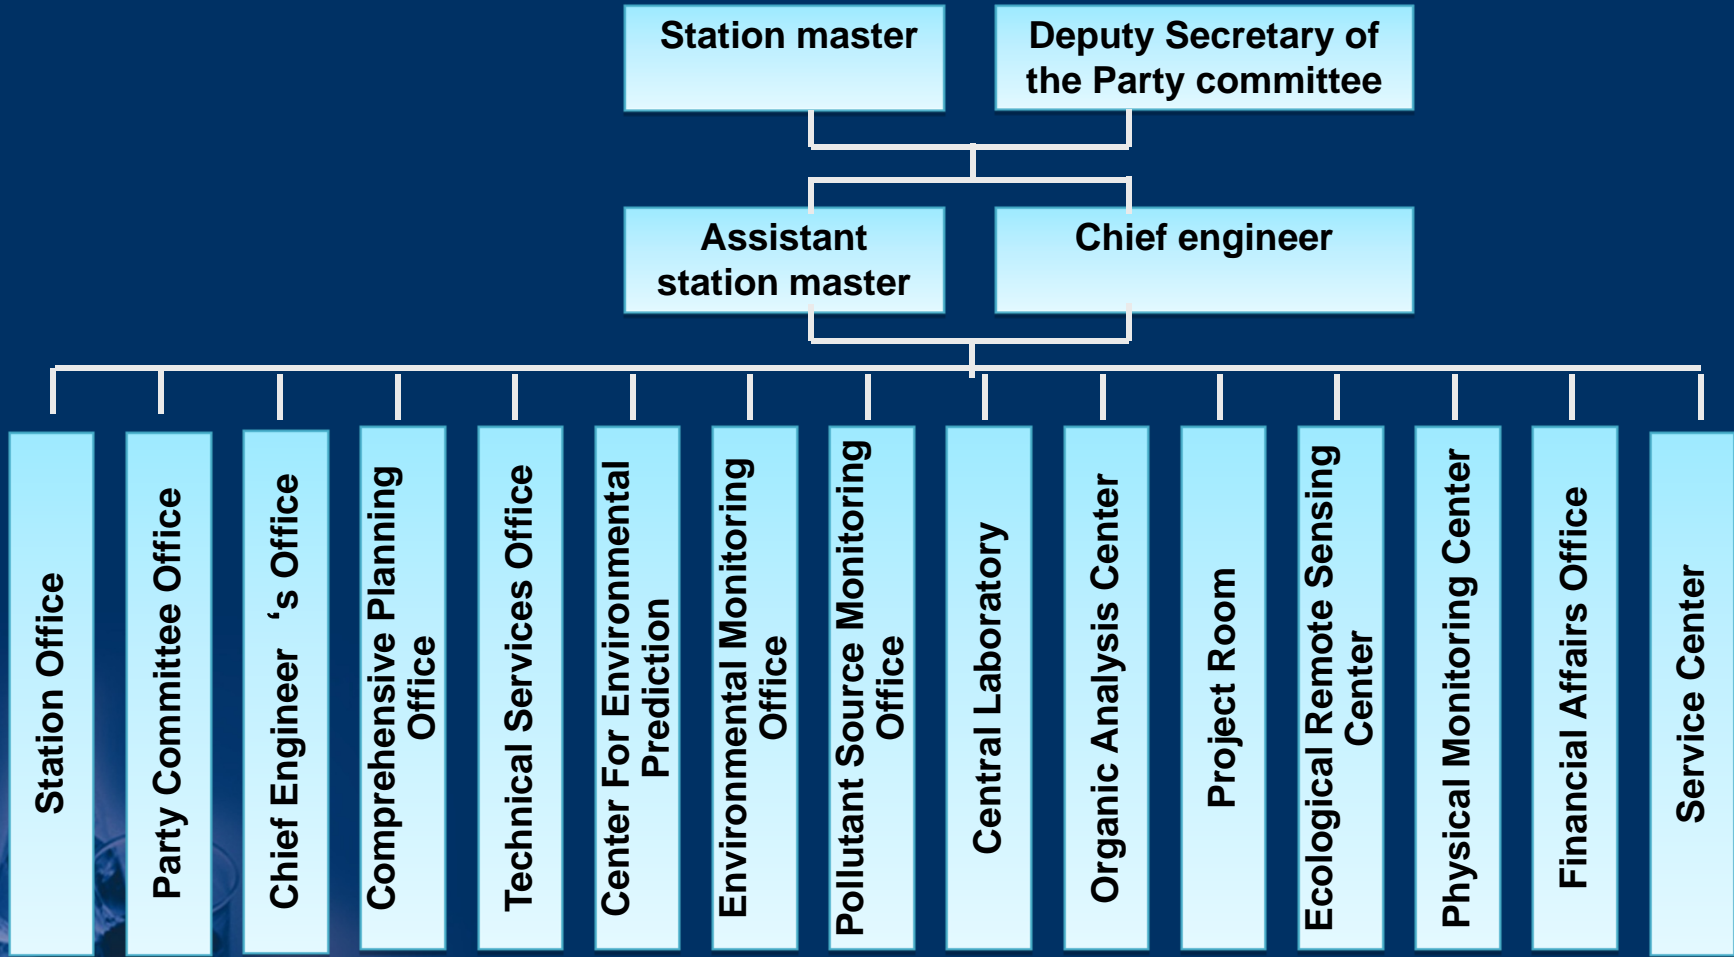 Station master
Deputy Secretary of
the Party committee
Assistant
station master
Chief engineer
Station Office
Party Committee Office
Chief Engineer ‘s Office
Comprehensive Planning
Office
Technical Services Office
Center For Environmental
Prediction
Environmental Monitoring
Office
Pollutant Source Monitoring
Office
Central Laboratory
Organic Analysis Center
Project Room
Ecological Remote Sensing
Center
Physical Monitoring Center
Financial Affairs Office
Service Center